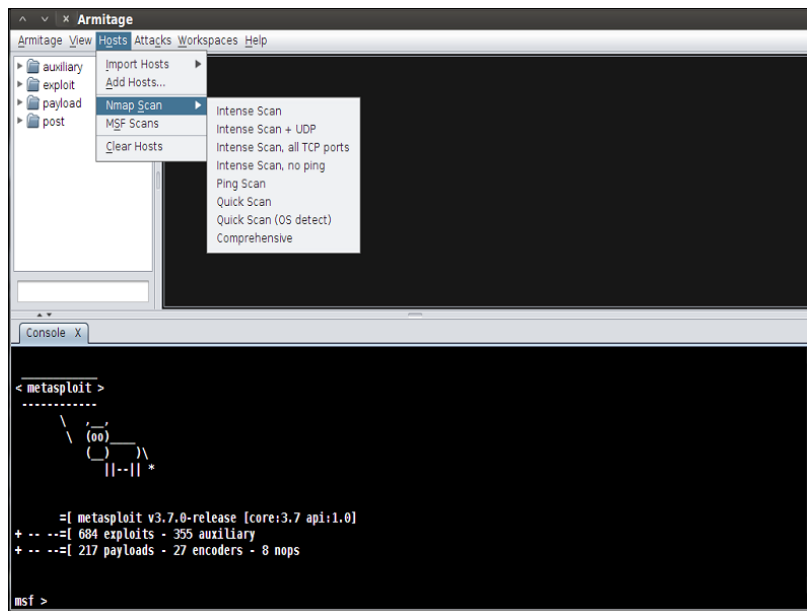 Armitage
Armitage View Hosts Attacks Workspaces Help
auxiliary
exploit
payload
post
Import Hosts
Add Hosts...
Nmap Scan
MSF Scans
Clear Hosts
Intense Scan
Intense Scan + UDP
Intense Scan, all TCP ports
Intense Scan, no ping
Ping Scan
Quick Scan
Quick Scan (OS detect)
Comprehensive
Console X
 ____________
< metasploit >
 ------------
       \   ,__,
        \  (oo)____
           (__)    )\
              ||--|| *
=[ metasploit v3.7.0-release [core:3.7 api:1.0]
+ -- --=[ 684 exploits - 355 auxiliary
+ -- --=[ 217 payloads - 27 encoders - 8 nops
msf >